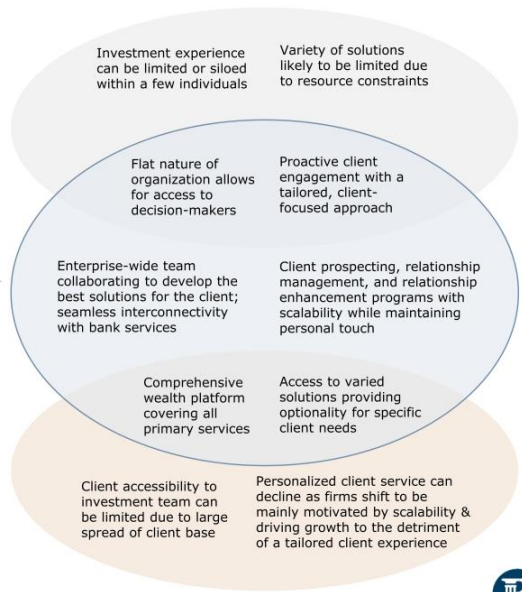 Investment experience
can be limited or siloed
within a few individuals
Variety of solutions
likely to be limited due
to resource constraints
Flat nature of
organization allows
for access to
decision-makers
Proactive client
engagement with a
tailored, client-
focused approach
Enterprise-wide team
collaborating to develop the
best solutions for the client;
seamless interconnectivity
with bank services
Client prospecting, relationship
management, and relationship
enhancement programs with
scalability while maintaining
personal touch
Comprehensive
wealth platform
covering all
primary services
Access to varied
solutions providing
optionality for specific
client needs
Client accessibility to
investment team can
be limited due to large
spread of client base
Personalized client service can
decline as firms shift to be
mainly motivated by scalability &
driving growth to the detriment
of a tailored client experience